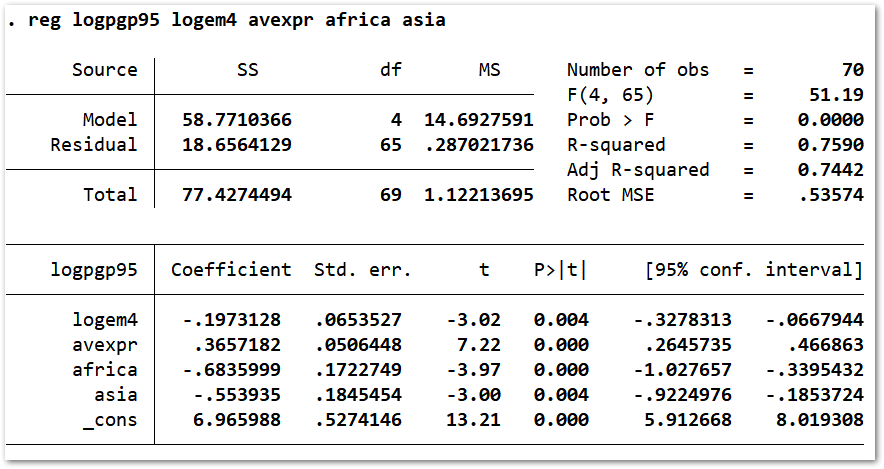 . reg logpgp95 logem4 avexpr africa asia
Source SS df MS Number of obs = 70
F(4, 65) = 51.19
Model 58.7710366 4 14.6927591 Prob > F = 0.0000
Residual 18.6564129 65 .287021736 R-squared = 0.7590
Adj R-squared = 0.7442
Total 77.4274494 69 1.12213695 Root MSE = .53574
logpgp95 Coefficient Std. err. t P>|t| [95% conf. interval]
logem4 -.1973128 .0653527 -3.02 0.004 -.3278313 -.0667944
avexpr .3657182 .0506448 7.22 0.000 .2645735 .466863
africa -.6835999 .1722749 -3.97 0.000 -1.027657 -.3395432
asia -.553935 .1845454 -3.00 0.004 -.9224976 -.1853724
_cons 6.965988 .5274146 13.21 0.000 5.912668 8.019308